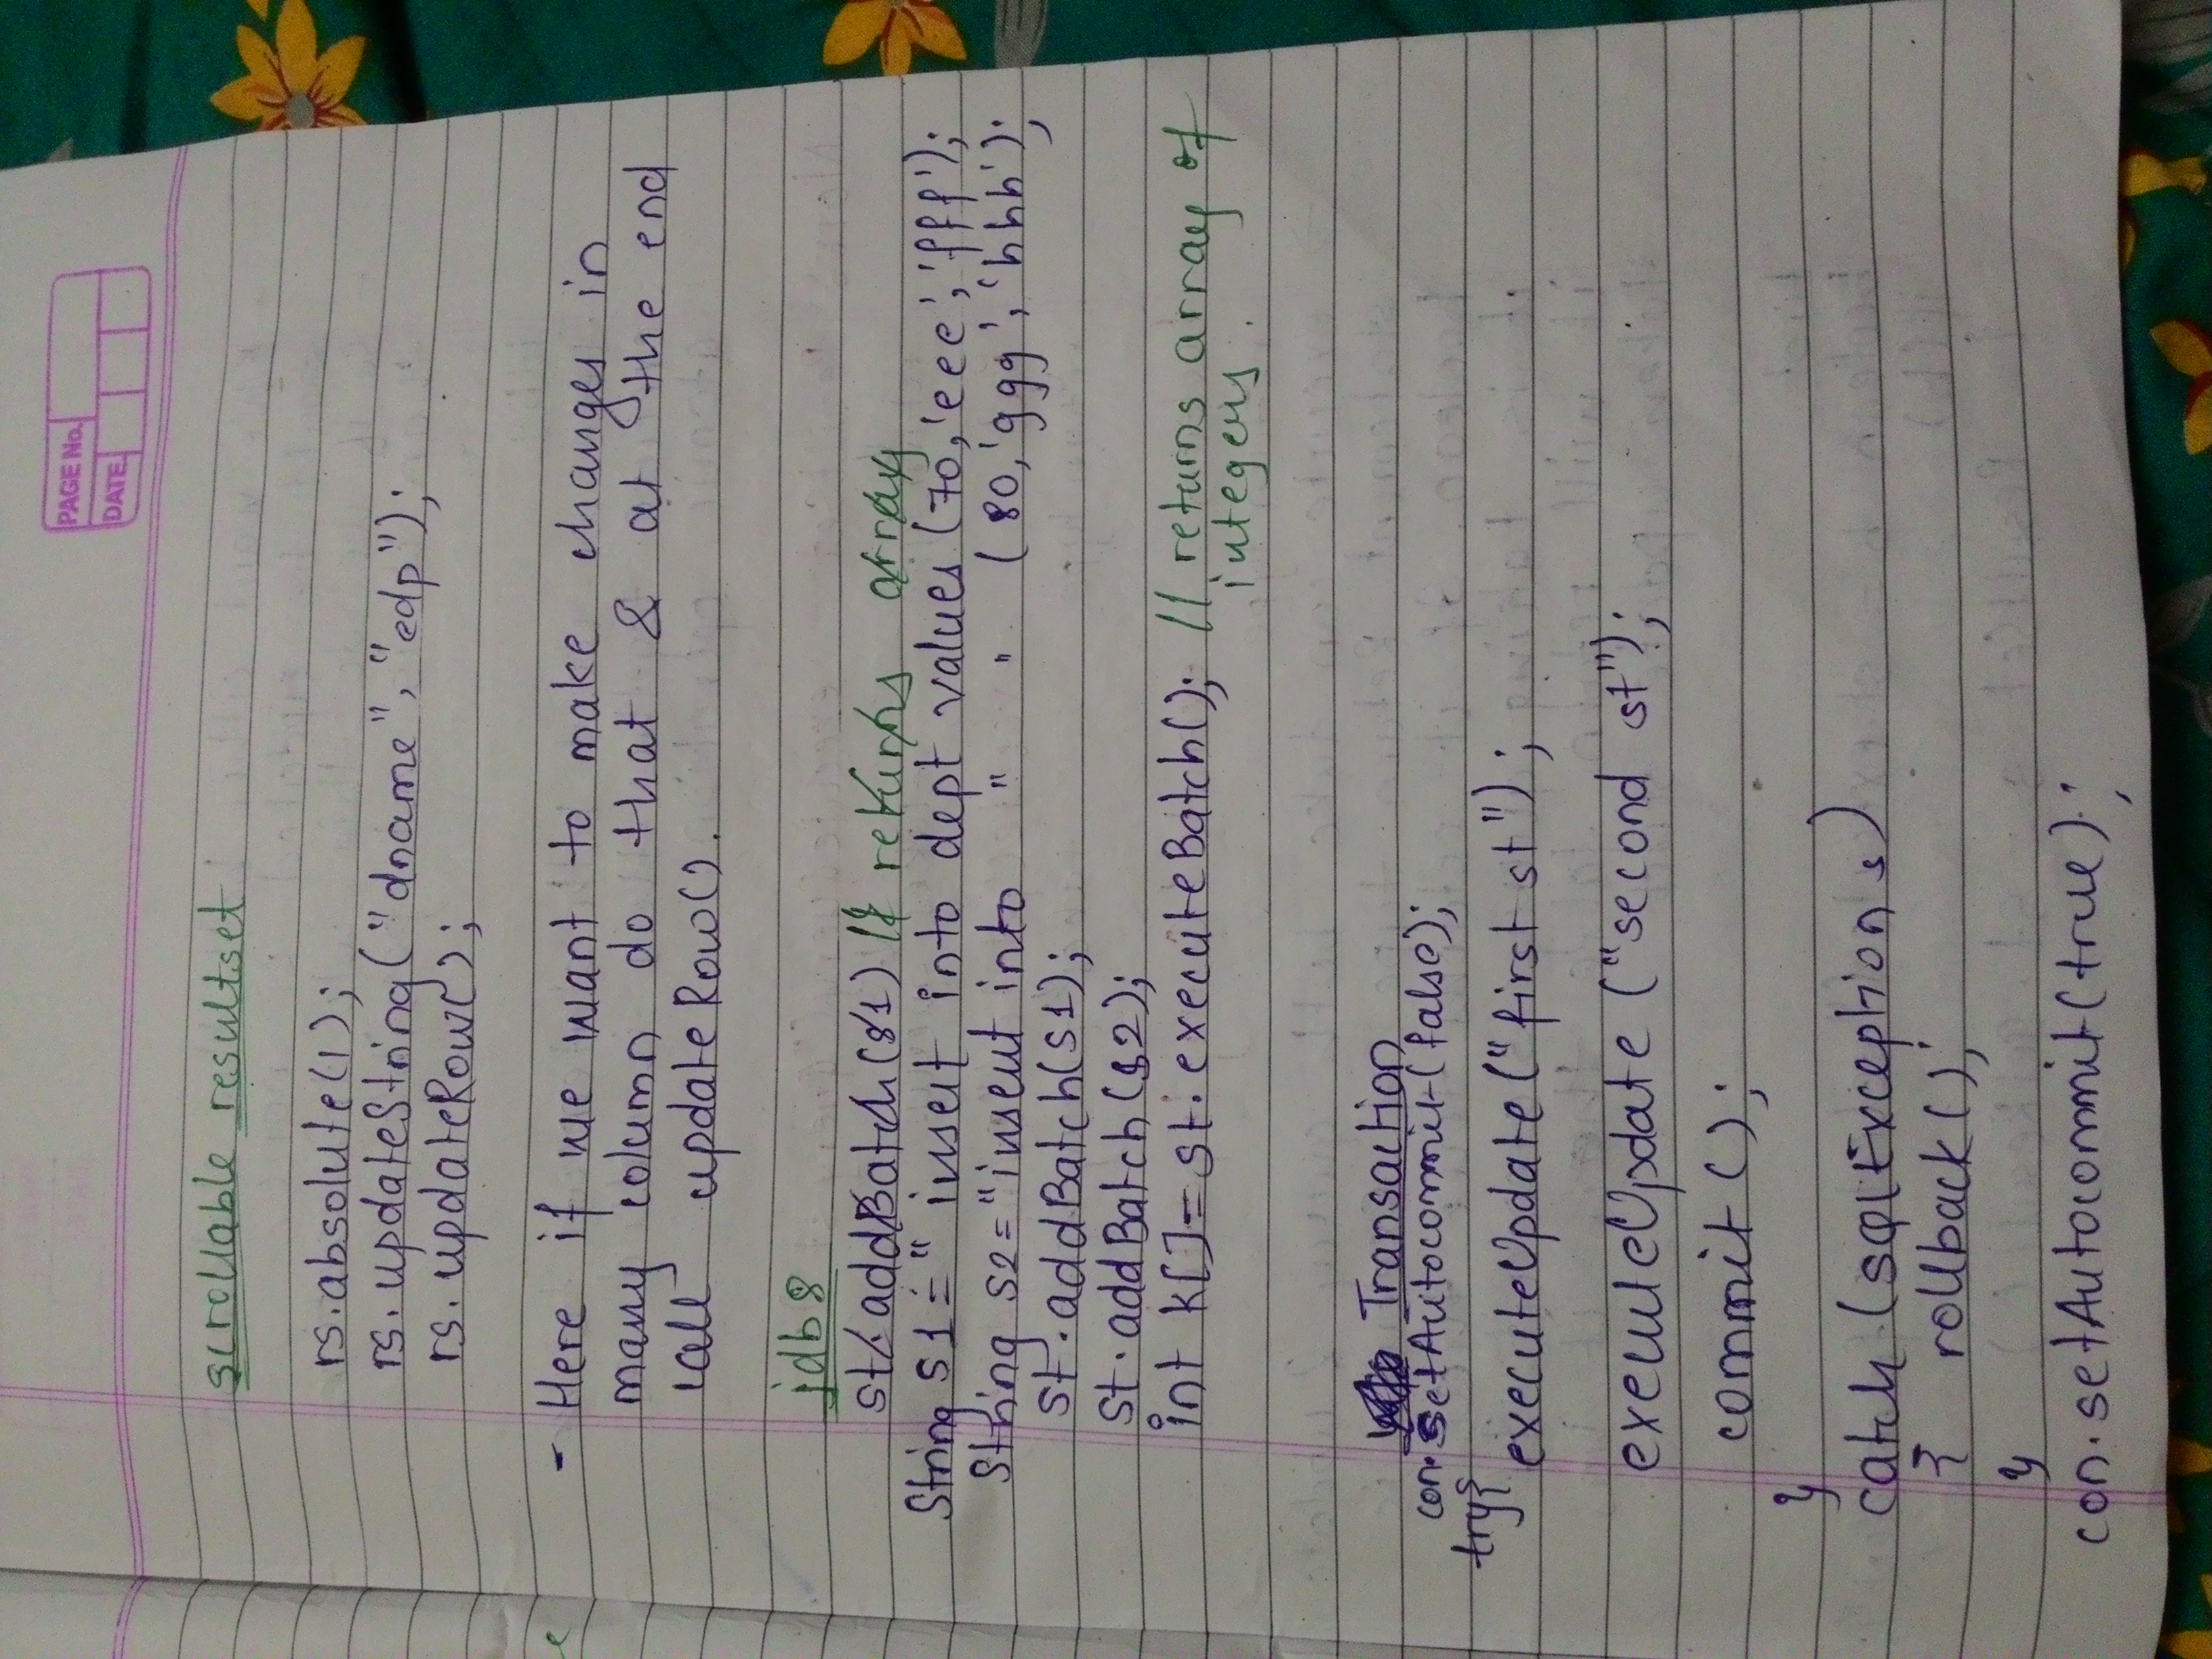 PAGE No.
DATE
scrollable resultset
rs.absolute(1);
rs.updateString("dname", "edp");
rs.updateRow();
- Here if we want to make changes in
many column do that & at the end
call updateRow().
jdb8
st.addBatch(s1) // returns array
String s1 = "insert into dept values (70,'eee','fff');
String s2="insert into " " (80,'ggg','hhh');
st.addBatch(s1);
st.addBatch(s2);
int k[]=st.executeBatch(); // returns array of
integers.
Transaction
con.setAutocommit(false);
try{
executeUpdate("first st");
executeUpdate ("second st");
commit();
}
catch (sqlException s)
{ rollback();
}
con.setAutocommit(true);
e